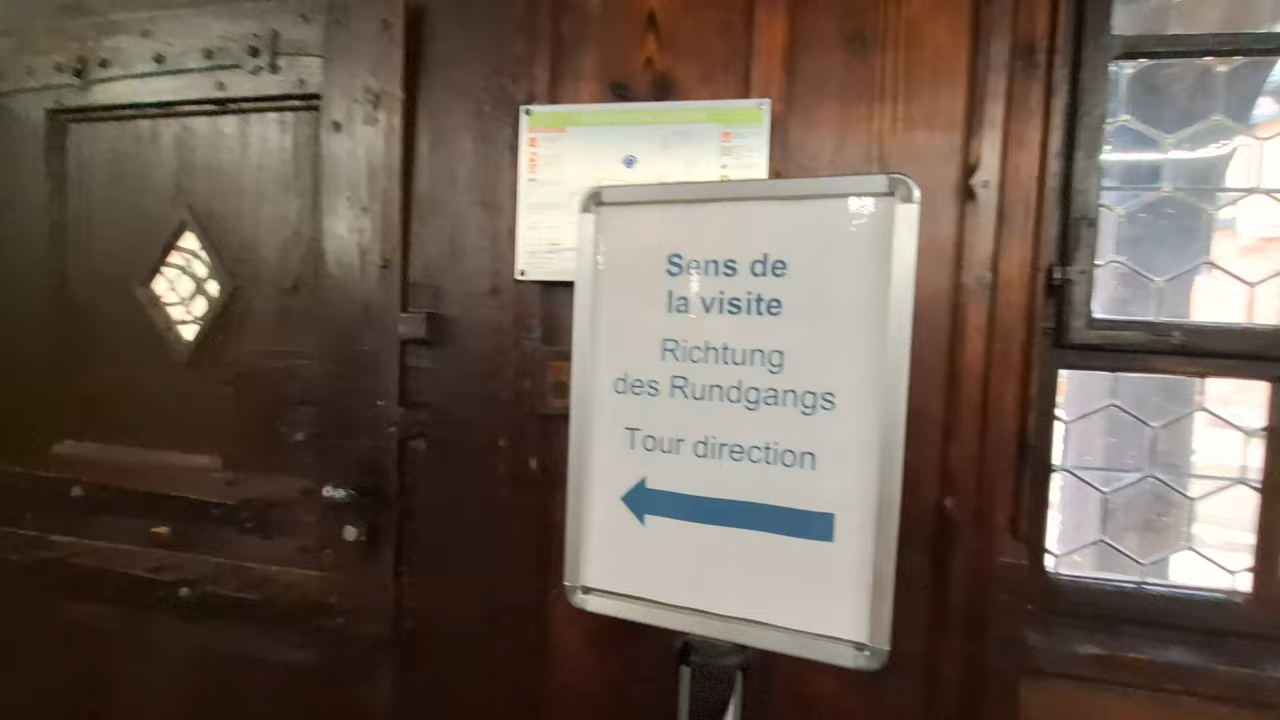 Sens de
la visite
Richtung
des Rundgangs
Tour direction